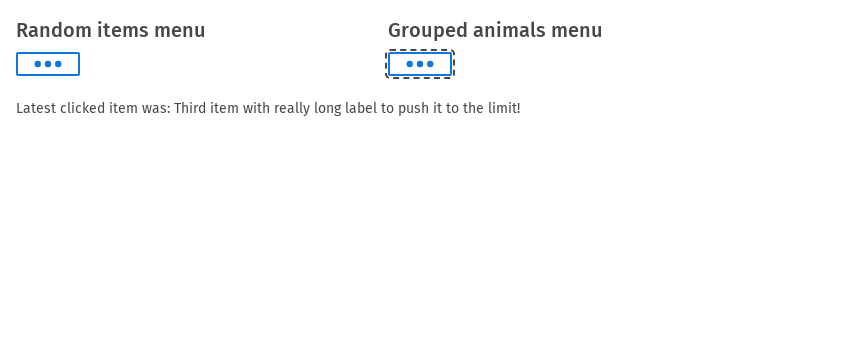 Random items menu
Grouped animals menu
Latest clicked item was: Third item with really long label to push it to the limit!